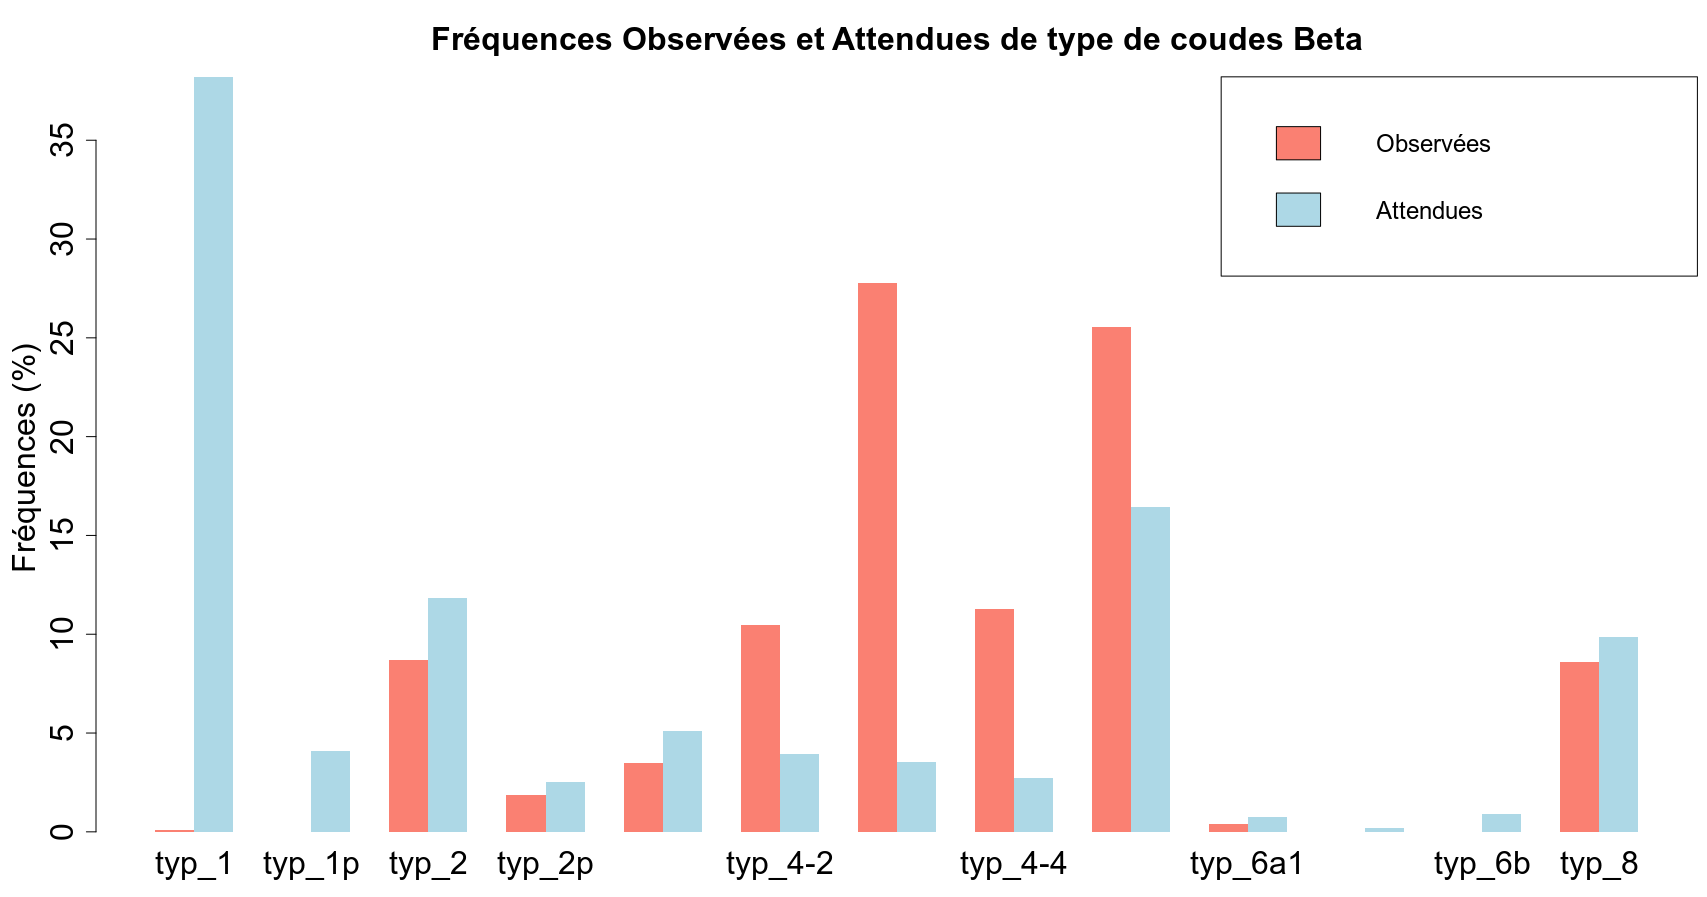 Fréquences Observées et Attendues de type de coudes Beta
Observées
Attendues
Fréquences (%)
35
30
25
20
15
10
5
0
typ_1 typ_1p typ_2 typ_2p typ_4-2 typ_4-4 typ_6a1 typ_6b typ_8